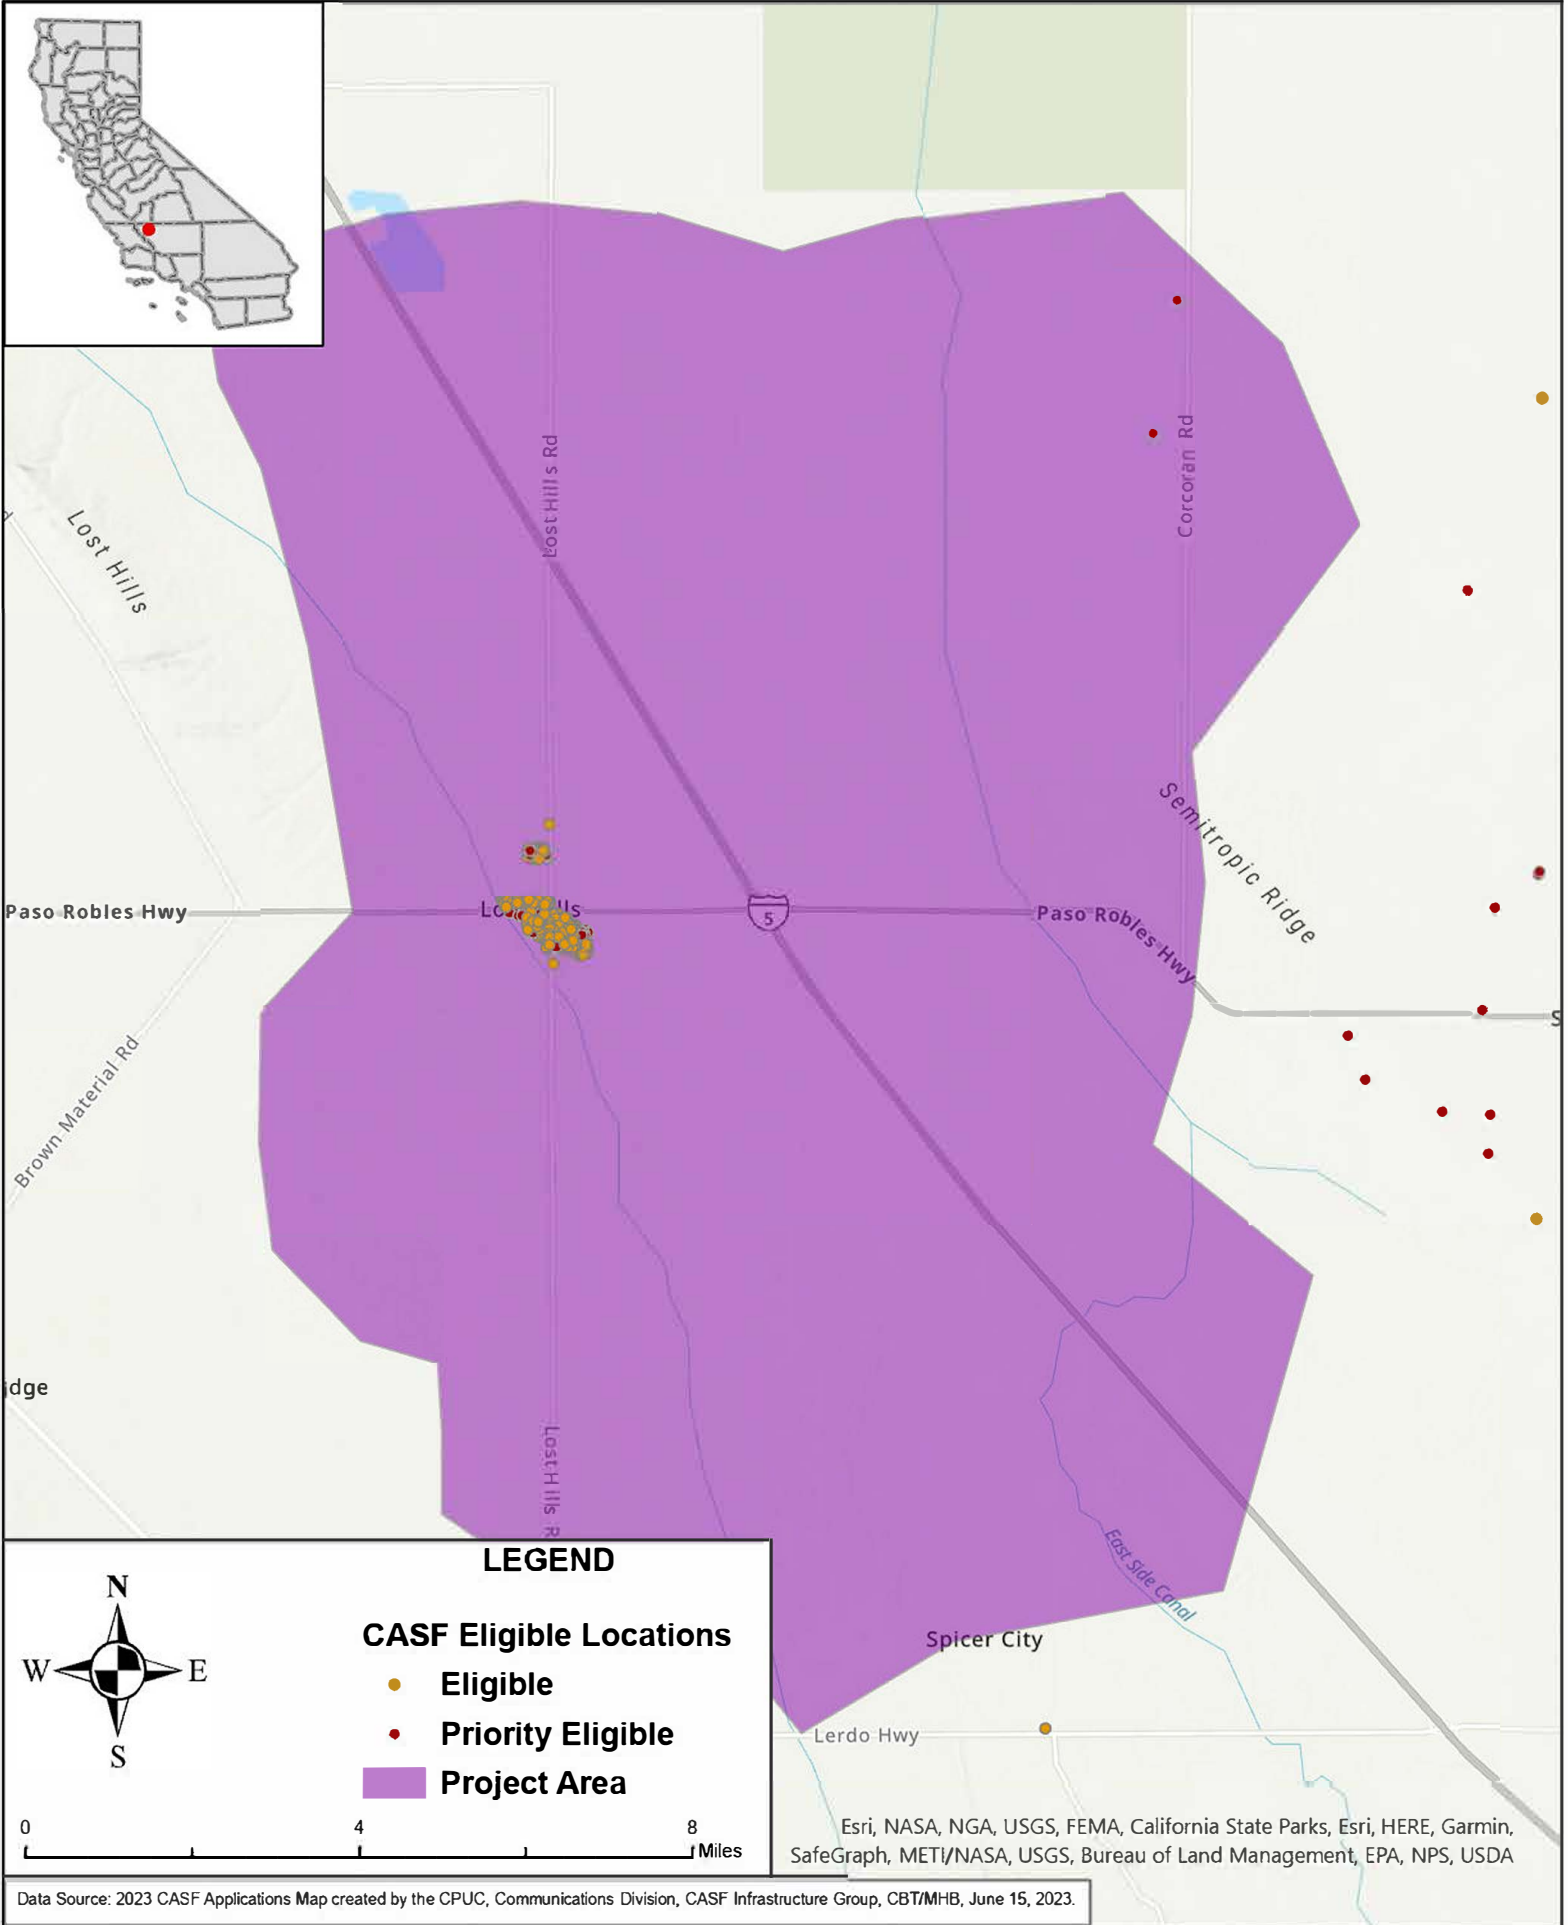 Lost Hills Rd
Corcoran Rd
Lost Hills
Semitropic Ridge
Paso Robles Hwy
5
Paso Robles Hwy
Brown Material Rd
Lost Hills R
East Side Canal
Spicer City
Lerdo Hwy
LEGEND
CASF Eligible Locations
Eligible
Priority Eligible
Project Area
N
W E
S
0 4 8
Miles
Esri, NASA, NGA, USGS, FEMA, California State Parks, Esri, HERE, Garmin,
SafeGraph, METI/NASA, USGS, Bureau of Land Management, EPA, NPS, USDA
Data Source: 2023 CASF Applications Map created by the CPUC, Communications Division, CASF Infrastructure Group, CBT/MHB, June 15, 2023.